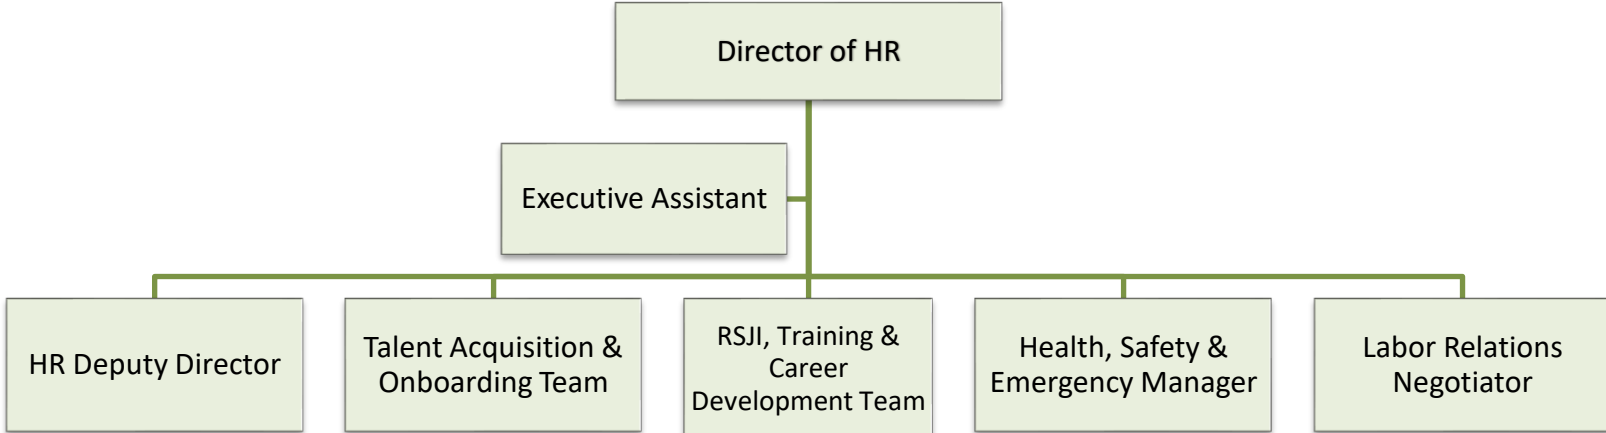 Director of HR
Executive Assistant
HR Deputy Director
Talent Acquisition &
Onboarding Team
RSJI, Training &
Career
Development Team
Health, Safety &
Emergency Manager
Labor Relations
Negotiator